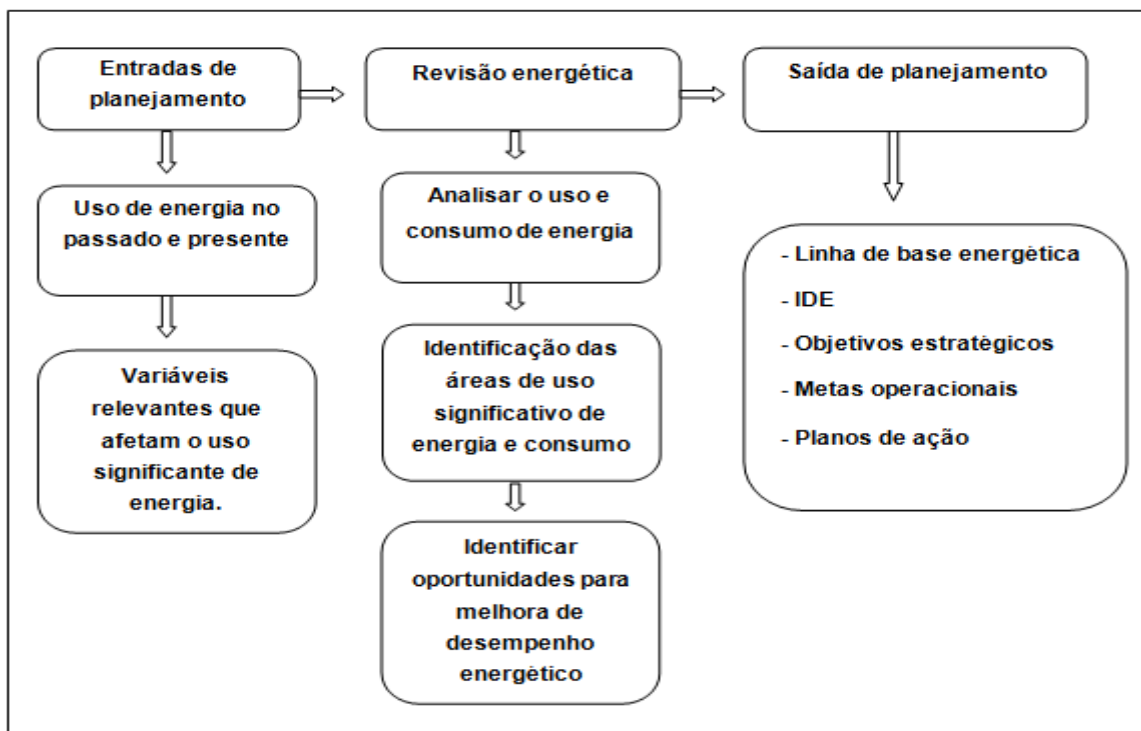 Entradas de
planejamento
Uso de energia no
passado e presente
Variáveis
relevantes que
afetam o uso
significante de
energia.
Revisão energética
Analisar o uso e
consumo de energia
Identificação das
áreas de uso
significativo de
energia e consumo
Identificar
oportunidades para
melhora de
desempenho
energético
Saída de planejamento
- Linha de base energética
- IDE
- Objetivos estratégicos
- Metas operacionais
- Planos de ação